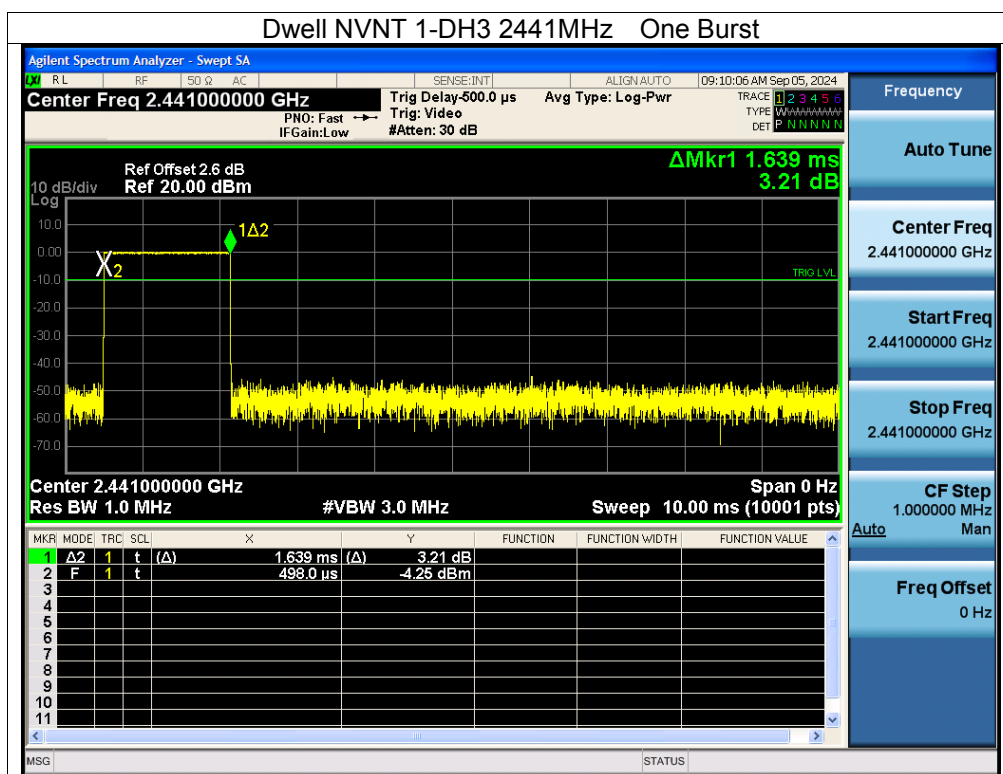 Dwell NVNT 1-DH3 2441MHz One Burst
Agilent Spectrum Analyzer - Swept SA
LXI RL RF 50 Ω AC SENSE:INT ALIGN AUTO 09:10:06 AM Sep 05, 2024
Center Freq 2.441000000 GHz
PNO: Fast
IFGain:Low
Trig Delay-500.0 µs
Trig: Video
#Atten: 30 dB
Avg Type: Log-Pwr
TRACE 1 2 3 4 5 6
TYPE WWWWWW
DET P N N N N N
Frequency
Auto Tune
Center Freq
2.441000000 GHz
Start Freq
2.441000000 GHz
Stop Freq
2.441000000 GHz
CF Step
1.000000 MHz
Auto Man
Freq Offset
0 Hz
ΔMkr1 1.639 ms
3.21 dB
Ref Offset 2.6 dB
10 dB/div Ref 20.00 dBm
Log
10.0
0.00
-10.0
-20.0
-30.0
-40.0
-50.0
-60.0
-70.0
1Δ2
2
TRIG LVL
Center 2.441000000 GHz Span 0 Hz
Res BW 1.0 MHz #VBW 3.0 MHz Sweep 10.00 ms (10001 pts)
MKR MODE TRC SCL X Y FUNCTION FUNCTION WIDTH FUNCTION VALUE
1 Δ2 1 t (Δ) 1.639 ms (Δ) 3.21 dB
2 F 1 t 498.0 µs -4.25 dBm
3
4
5
6
7
8
9
10
11
MSG STATUS